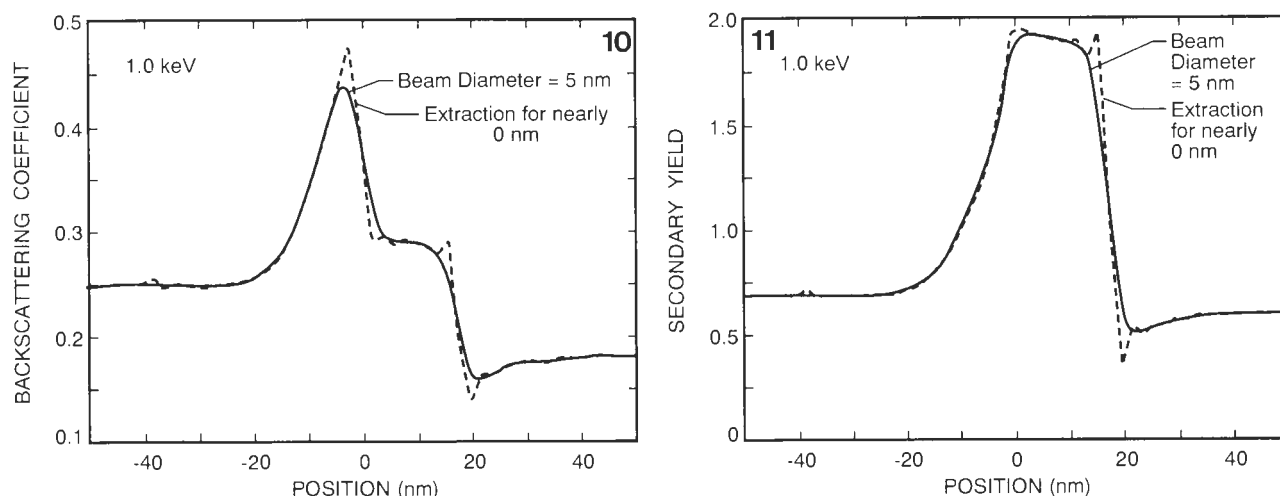 0.5
0.4
0.3
0.2
0.1
BACKSCATTERING COEFFICIENT
10
1.0 keV
Beam Diameter = 5 nm
Extraction for nearly
0 nm
-40
-20
0
20
40
POSITION (nm)
2.0
1.5
1.0
0.5
0
SECONDARY YIELD
11
1.0 keV
Beam
Diameter
= 5 nm
Extraction
for nearly
0 nm
-40
-20
0
20
40
POSITION (nm)